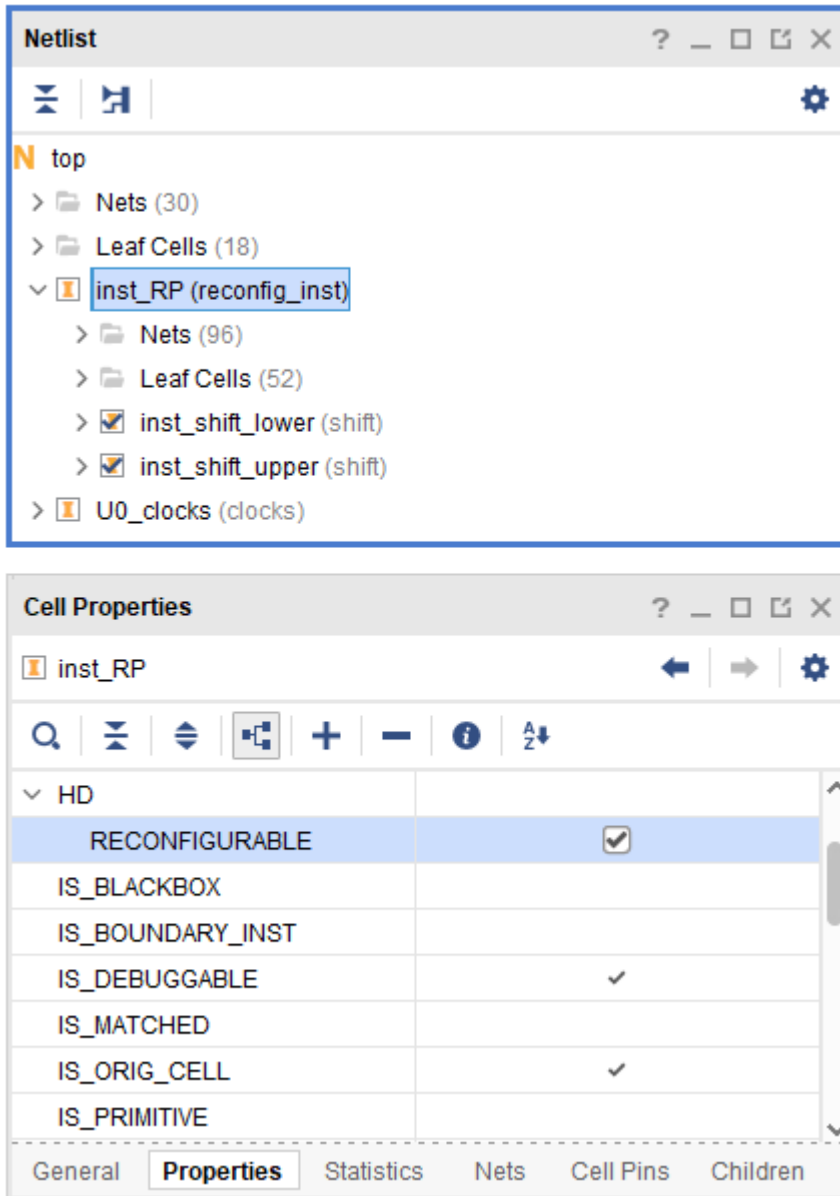 Netlist
N top
Nets (30)
Leaf Cells (18)
inst_RP (reconfig_inst)
Nets (96)
Leaf Cells (52)
inst_shift_lower (shift)
inst_shift_upper (shift)
U0_clocks (clocks)
Cell Properties
inst_RP
HD
RECONFIGURABLE
IS_BLACKBOX
IS_BOUNDARY_INST
IS_DEBUGGABLE
IS_MATCHED
IS_ORIG_CELL
IS_PRIMITIVE
General Properties Statistics Nets Cell Pins Children